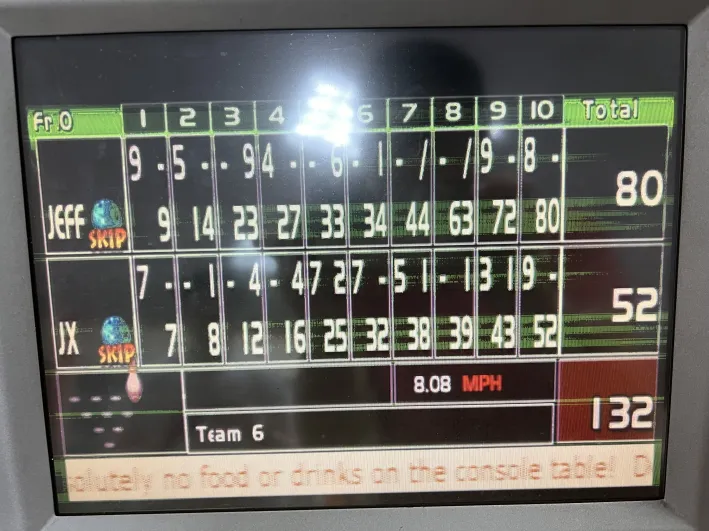 Fr.0 1 2 3 4 6 7 8 9 10 Total
9 - 5 - - 9 4 - - 6 - 1 - / - / 9 - 8 -
JEFF SKIP 9 14 23 27 33 34 44 63 72 80 80
7 - - 1 - 4 - 4 7 2 7 - 5 1 - 1 3 1 9 -
JX SKIP 7 8 12 16 25 32 38 39 43 52 52
8.08 MPH
Team 6 132
solutely no food or drinks on the console table! D